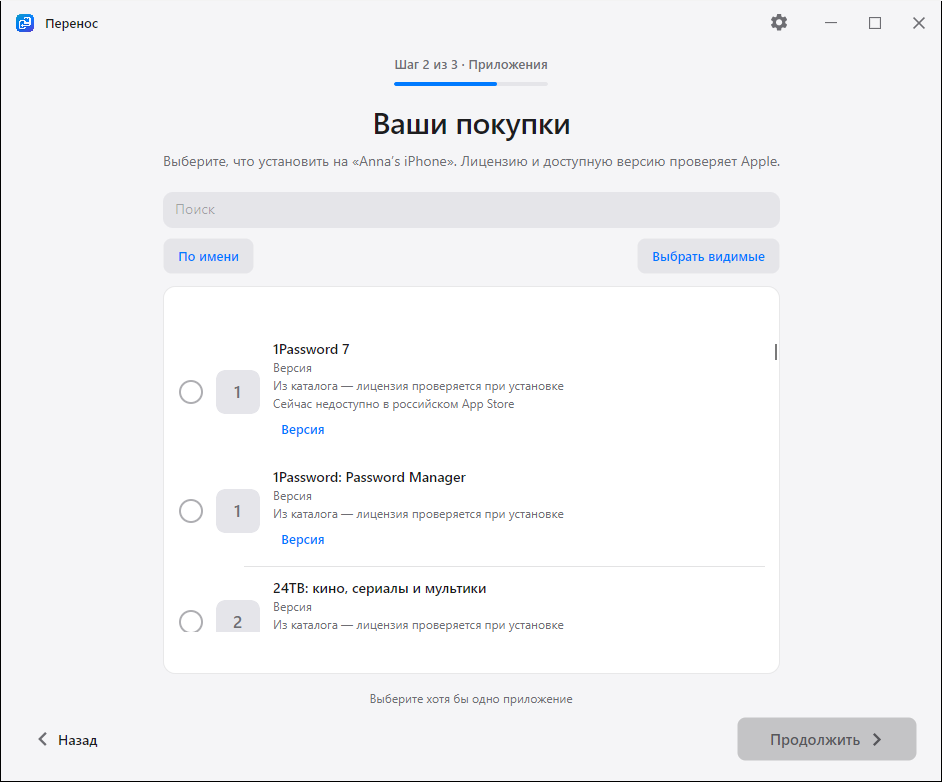 Перенос
Шаг 2 из 3 · Приложения
Ваши покупки
Выберите, что установить на «Anna's iPhone». Лицензию и доступную версию проверяет Apple.
Поиск
По имени
Выбрать видимые
1Password 7
Версия
Из каталога — лицензия проверяется при установке
1
Сейчас недоступно в российском App Store
Версия
1Password: Password Manager
Версия
1
Из каталога — лицензия проверяется при установке
Версия
24ТВ: кино, сериалы и мультики
Версия
2
Из каталога — лицензия проверяется при установке
Выберите хотя бы одно приложение
Назад
Продолжить